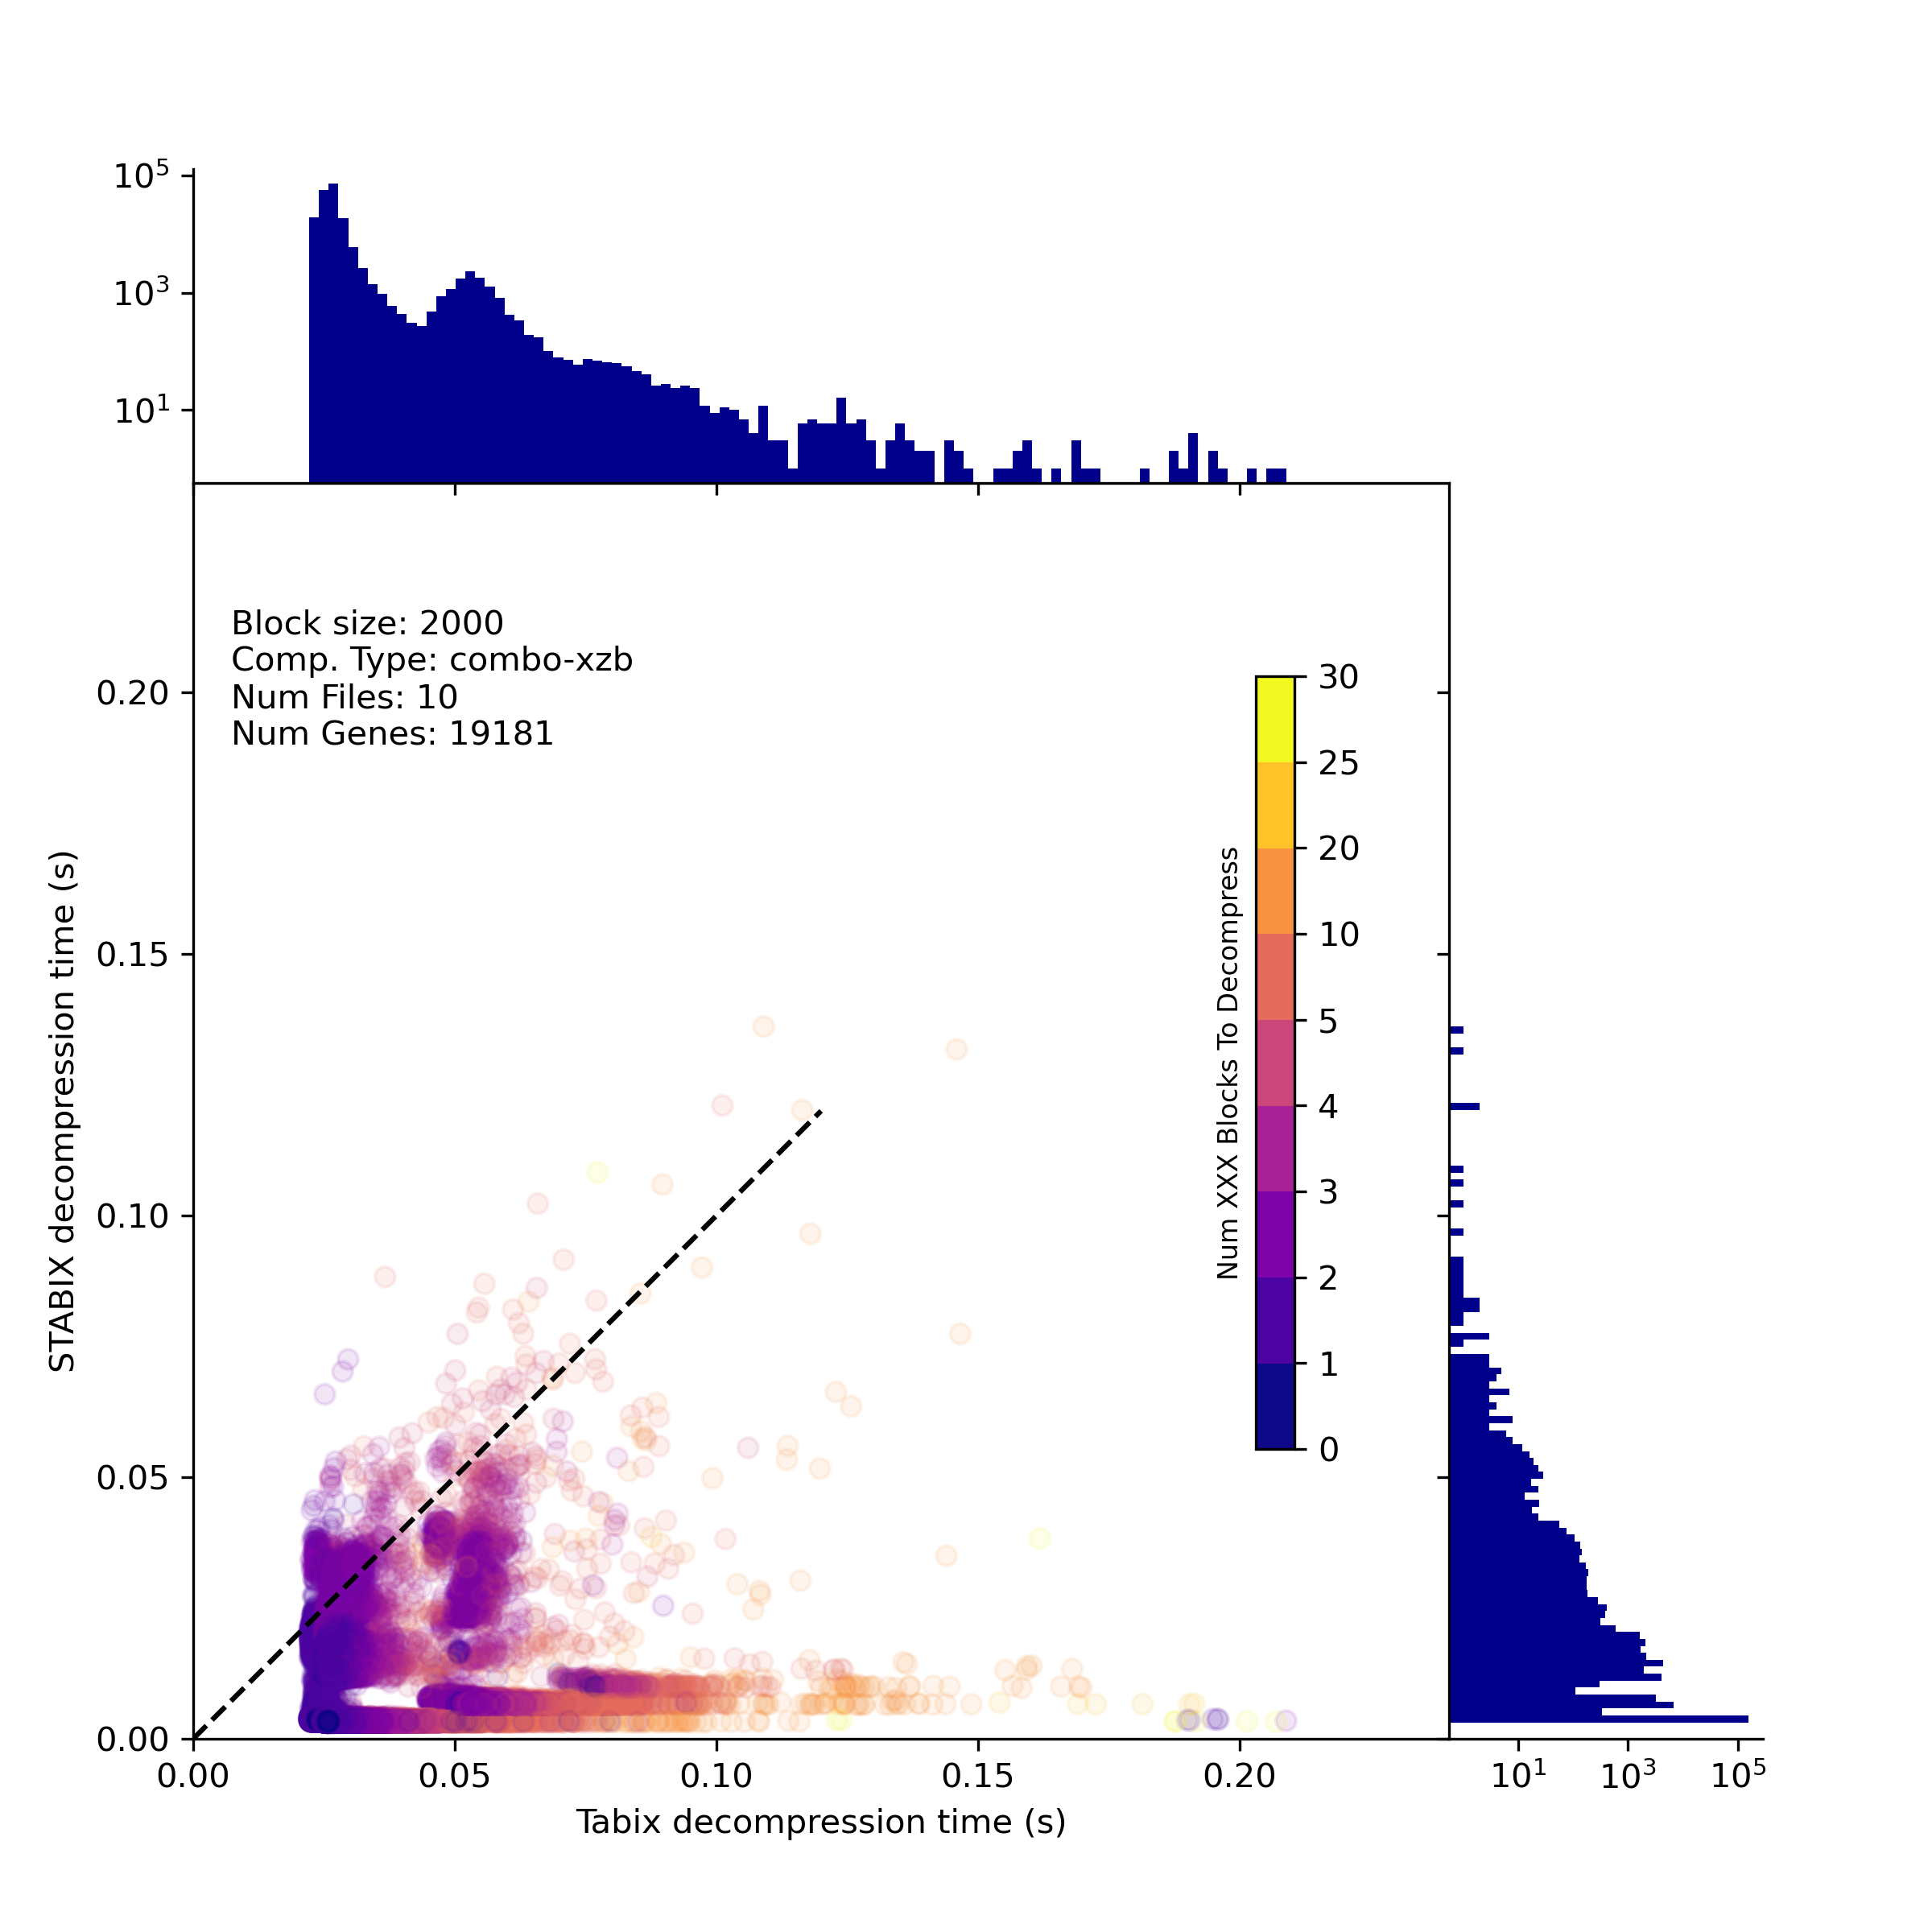 10^5
10^3
10^1
Block size: 2000
Comp. Type: combo-xzb
Num Files: 10
Num Genes: 19181
0.20
0.15
0.10
0.05
0.00
STABIX decompression time (s)
30
25
20
10
5
4
3
2
1
0
Num XXX Blocks To Decompress
0.00 0.05 0.10 0.15 0.20
10^1 10^3 10^5
Tabix decompression time (s)